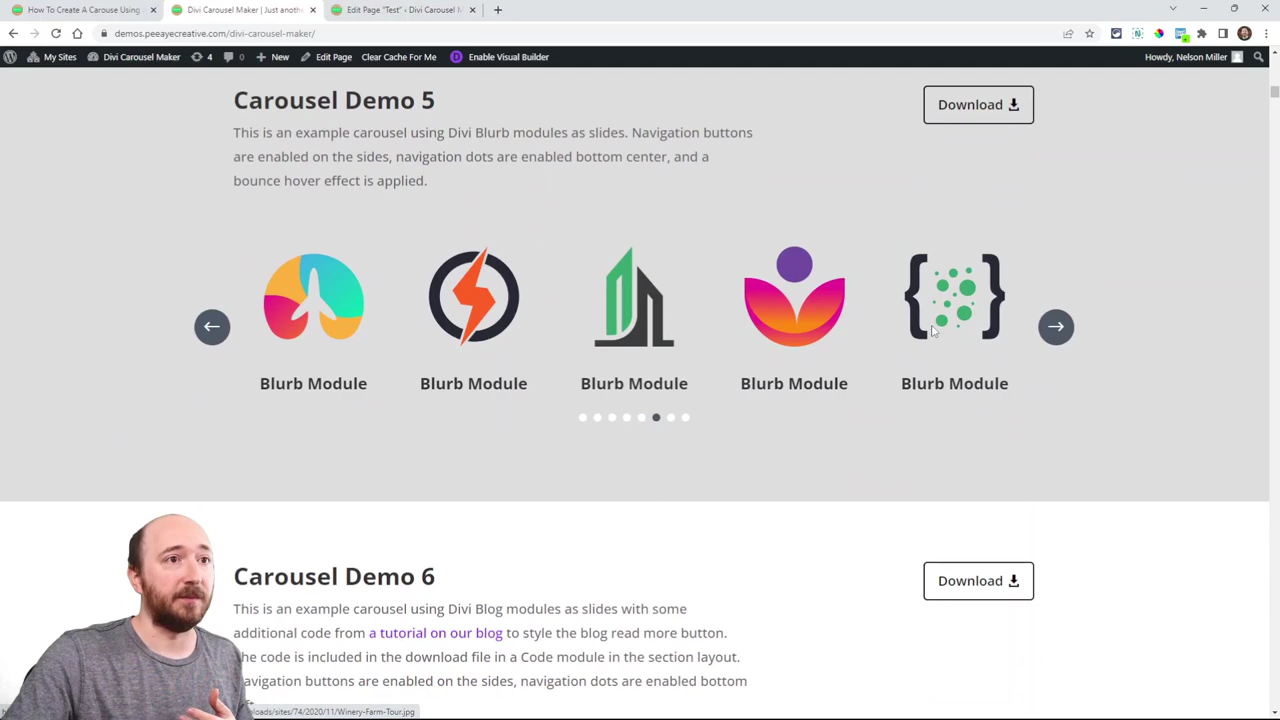 How To Create A Carouse Using
Divi Carousel Maker | Just anoth
Edit Page "Test" ‹ Divi Carousel M
demos.peeayecreative.com/divi-carousel-maker/
My Sites
Divi Carousel Maker
4
0
New
Edit Page
Clear Cache For Me
Enable Visual Builder
Howdy, Nelson Miller
Carousel Demo 5
Download
This is an example carousel using Divi Blurb modules as slides. Navigation buttons
are enabled on the sides, navigation dots are enabled bottom center, and a
bounce hover effect is applied.
Blurb Module
Blurb Module
Blurb Module
Blurb Module
Blurb Module
Carousel Demo 6
Download
This is an example carousel using Divi Blog modules as slides with some
additional code from a tutorial on our blog to style the blog read more button.
he code is included in the download file in a Code module in the section layout.
avigation buttons are enabled on the sides, navigation dots are enabled bottom
loads/sites/74/2020/11/Winery-Farm-Tour.jpg